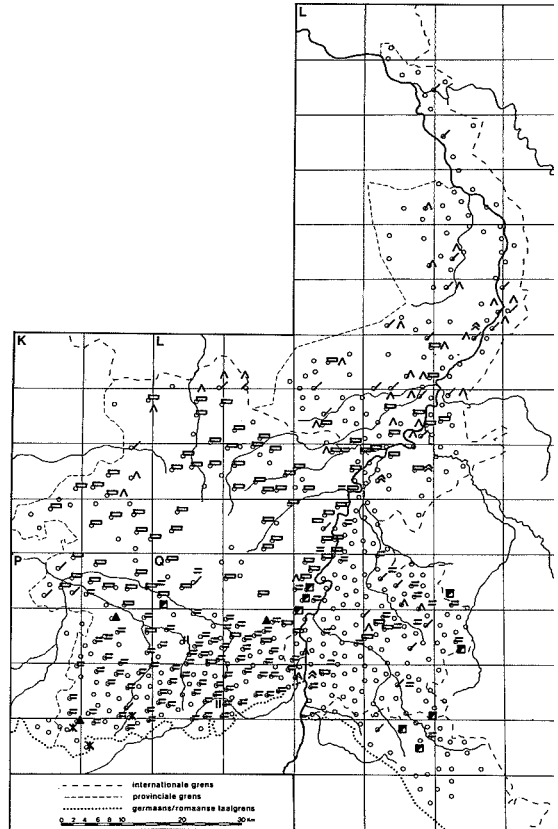 L
K L
P Q
internationale grens
provinciale grens
germaans/romaanse taalgrens
0 2 4 6 8 10 20 30 Km